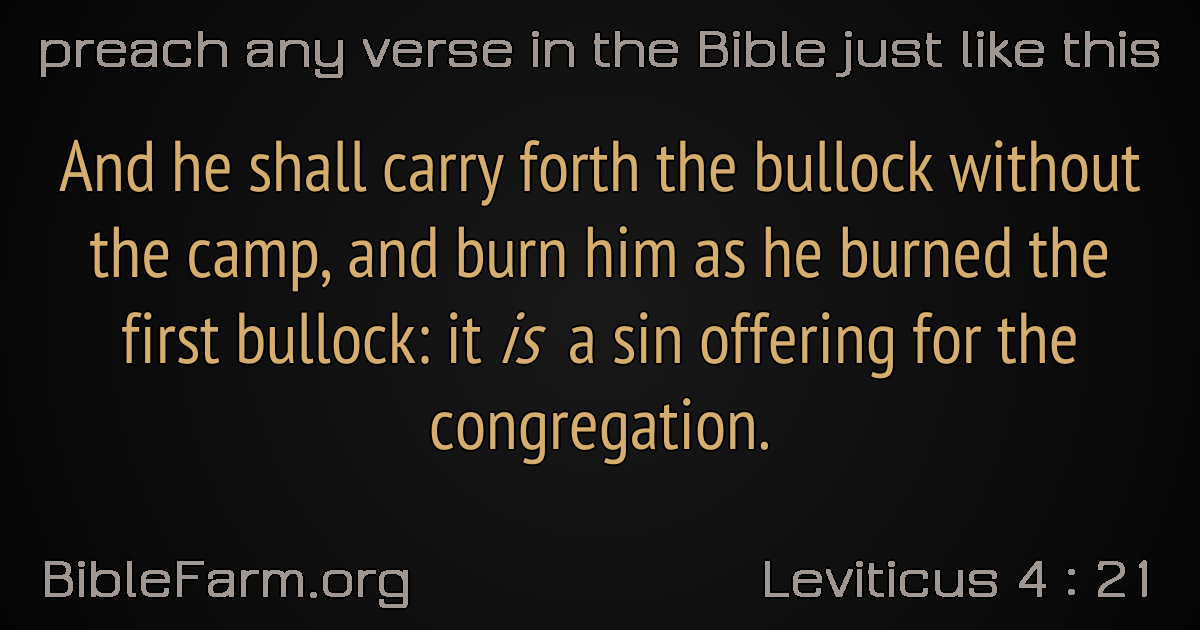 preach any verse in the Bible just like this
And he shall carry forth the bullock without
the camp, and burn him as he burned the
first bullock: it is a sin offering for the
congregation.
BibleFarm.org
Leviticus 4 : 21